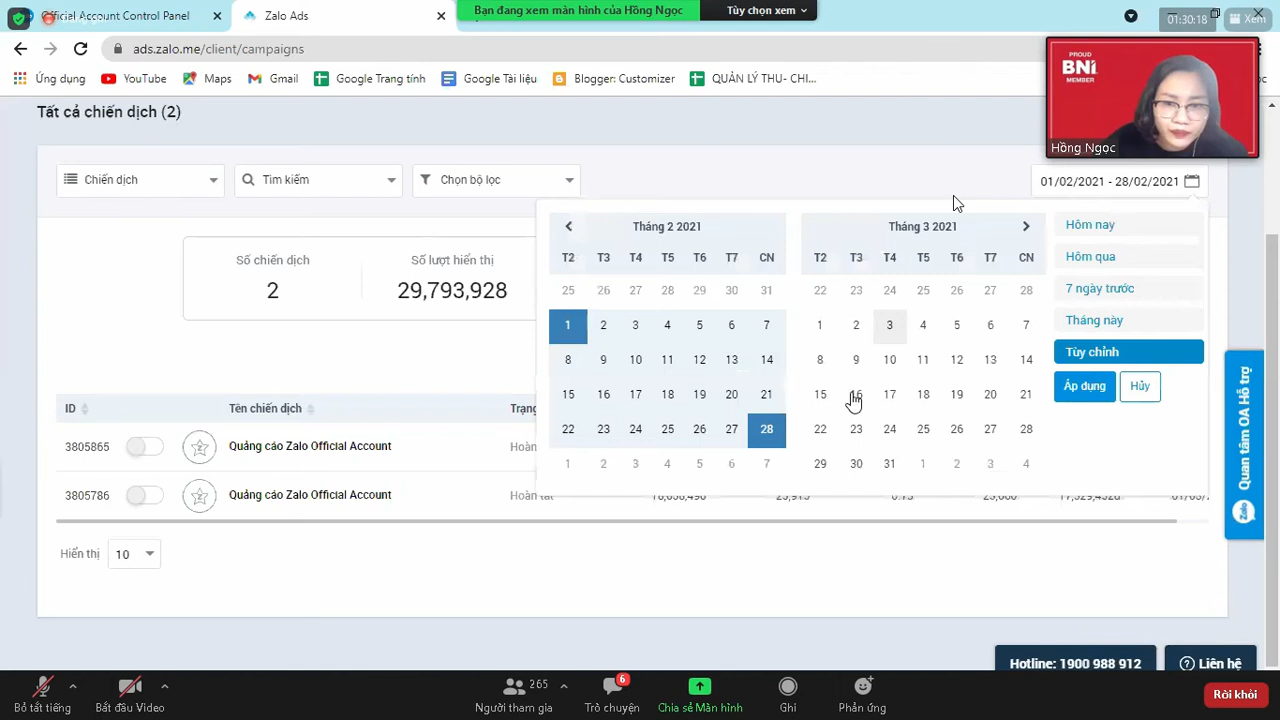 Official Account Control Panel
Zalo Ads
Bạn đang xem màn hình của Hồng Ngọc
Tùy chọn xem
01:30:18
Xem
ads.zalo.me/client/campaigns
Ứng dụng
YouTube
Maps
Gmail
Google Trang tính
Google Tài liệu
Blogger: Customizer
QUẢN LÝ THU- CHI...
PROUD
BNI
MEMBER
Hồng Ngọc
Tất cả chiến dịch (2)
Chiến dịch
Tìm kiếm
Chọn bộ lọc
01/02/2021 - 28/02/2021
Tháng 2 2021
Tháng 3 2021
T2 T3 T4 T5 T6 T7 CN
T2 T3 T4 T5 T6 T7 CN
25 26 27 28 29 30 31
22 23 24 25 26 27 28
1 2 3 4 5 6 7
1 2 3 4 5 6 7
8 9 10 11 12 13 14
8 9 10 11 12 13 14
15 16 17 18 19 20 21
15 16 17 18 19 20 21
22 23 24 25 26 27 28
22 23 24 25 26 27 28
1 2 3 4 5 6 7
29 30 31 1 2 3 4
Hôm nay
Hôm qua
7 ngày trước
Tháng này
Tùy chỉnh
Áp dụng
Hủy
Số chiến dịch
2
Số lượt hiển thị
29,793,928
ID
Tên chiến dịch
Trạng
3805865
Quảng cáo Zalo Official Account
Hoàn
3805786
Quảng cáo Zalo Official Account
Hoàn tất
Hiển thị
10
Quan tâm OA Hỗ trợ
Zalo
Hotline: 1900 988 912
Liên hệ
Bỏ tắt tiếng
Bắt đầu Video
265
Người tham gia
6
Trò chuyện
Chia sẻ Màn hình
Ghi
Phản ứng
Rời khỏi